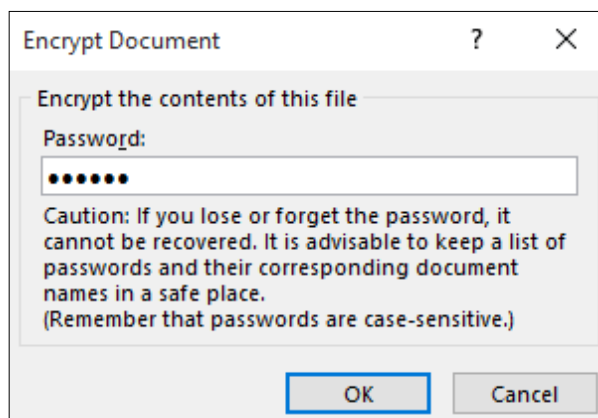 Encrypt Document
?
Encrypt the contents of this file
Password:
••••••
Caution: If you lose or forget the password, it
cannot be recovered. It is advisable to keep a list of
passwords and their corresponding document
names in a safe place.
(Remember that passwords are case-sensitive.)
OK
Cancel